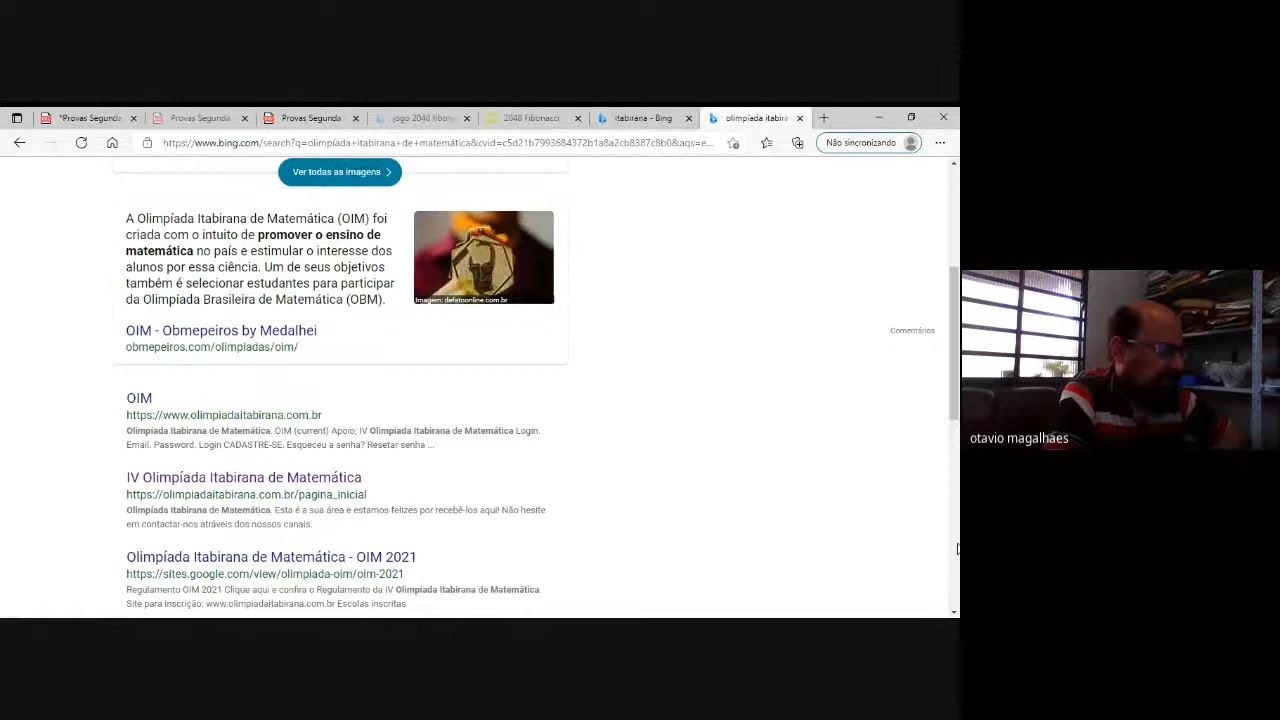 *Provas Segunda
Provas Segunda
Provas Segunda
jogo 2048 fibona
2048 Fibonacci
itabirana - Bing
olimpíada itabira
https://www.bing.com/search?q=olimpíada+itabirana+de+matemática&cvid=c5d21b7993684372b1a8a2cb8387c8b0&aqs=e...
Não sincronizando
Ver todas as imagens
A Olimpíada Itabirana de Matemática (OIM) foi
criada com o intuito de promover o ensino de
matemática no país e estimular o interesse dos
alunos por essa ciência. Um de seus objetivos
também é selecionar estudantes para participar
da Olimpíada Brasileira de Matemática (OBM).
Imagem: defatoonline.com.br
OIM - Obmepeiros by Medalhei
obmepeiros.com/olimpiadas/oim/
Comentários
OIM
https://www.olimpiadaitabirana.com.br
Olimpíada Itabirana de Matemática. OIM (current) Apoio; IV Olimpíada Itabirana de Matemática Login.
Email. Password. Login CADASTRE-SE. Esqueceu a senha? Resetar senha ...
otavio magalhaes
IV Olimpíada Itabirana de Matemática
https://olimpiadaitabirana.com.br/pagina_inicial
Olimpíada Itabirana de Matemática. Esta é a sua área e estamos felizes por recebê-los aqui! Não hesite
em contactar-nos atráveis dos nossos canais.
Olimpíada Itabirana de Matemática - OIM 2021
https://sites.google.com/view/olimpiada-oim/oim-2021
Regulamento OIM 2021 Clique aqui e confira o Regulamento da IV Olimpíada Itabirana de Matemática.
Site para inscrição: www.olimpiadaitabirana.com.br Escolas inscritas